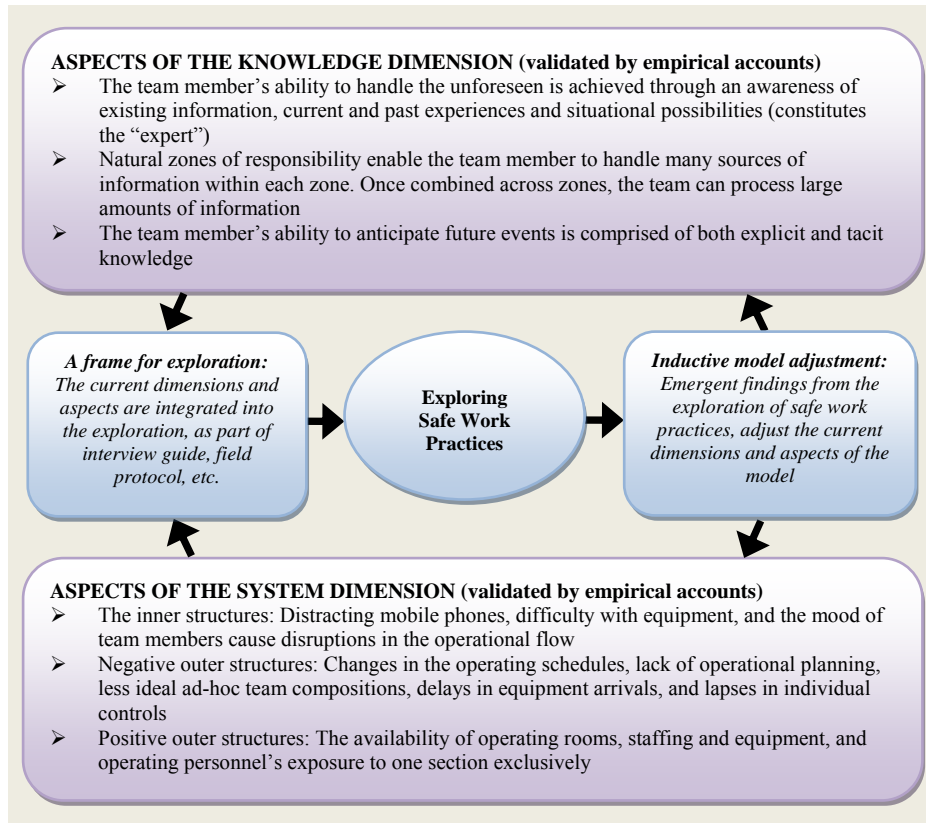 ASPECTS OF THE KNOWLEDGE DIMENSION (validated by empirical accounts)
➢ The team member’s ability to handle the unforeseen is achieved through an awareness of
existing information, current and past experiences and situational possibilities (constitutes
the “expert”)
➢ Natural zones of responsibility enable the team member to handle many sources of
information within each zone. Once combined across zones, the team can process large
amounts of information
➢ The team member’s ability to anticipate future events is comprised of both explicit and tacit
knowledge
A frame for exploration:
The current dimensions and
aspects are integrated into
the exploration, as part of
interview guide, field
protocol, etc.
Exploring
Safe Work
Practices
Inductive model adjustment:
Emergent findings from the
exploration of safe work
practices, adjust the current
dimensions and aspects of the
model
ASPECTS OF THE SYSTEM DIMENSION (validated by empirical accounts)
➢ The inner structures: Distracting mobile phones, difficulty with equipment, and the mood of
team members cause disruptions in the operational flow
➢ Negative outer structures: Changes in the operating schedules, lack of operational planning,
less ideal ad-hoc team compositions, delays in equipment arrivals, and lapses in individual
controls
➢ Positive outer structures: The availability of operating rooms, staffing and equipment, and
operating personnel’s exposure to one section exclusively